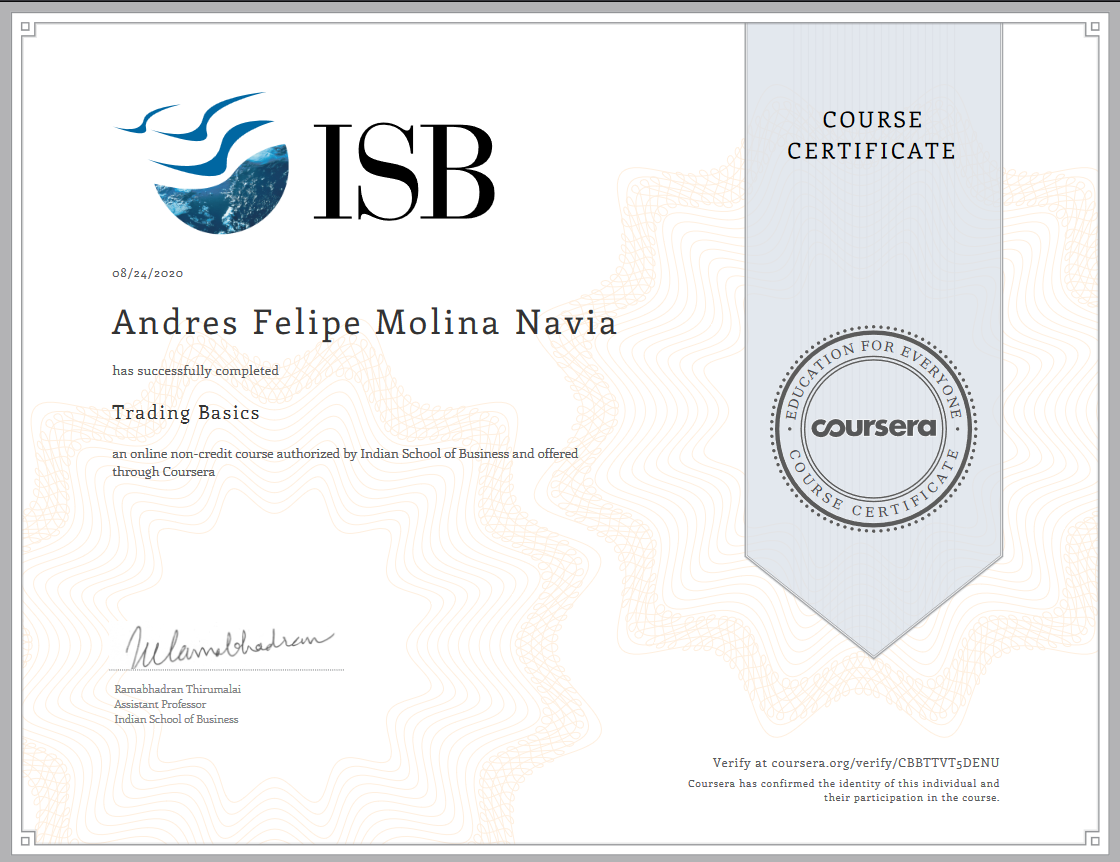 ISB
COURSE
CERTIFICATE
08/24/2020
Andres Felipe Molina Navia
has successfully completed
Trading Basics
an online non-credit course authorized by Indian School of Business and offered
through Coursera
EDUCATION FOR EVERYONE
coursera
COURSE CERTIFICATE
Ramabhadran Thirumalai
Assistant Professor
Indian School of Business
Verify at coursera.org/verify/CBBTTVT5DENU
Coursera has confirmed the identity of this individual and
their participation in the course.